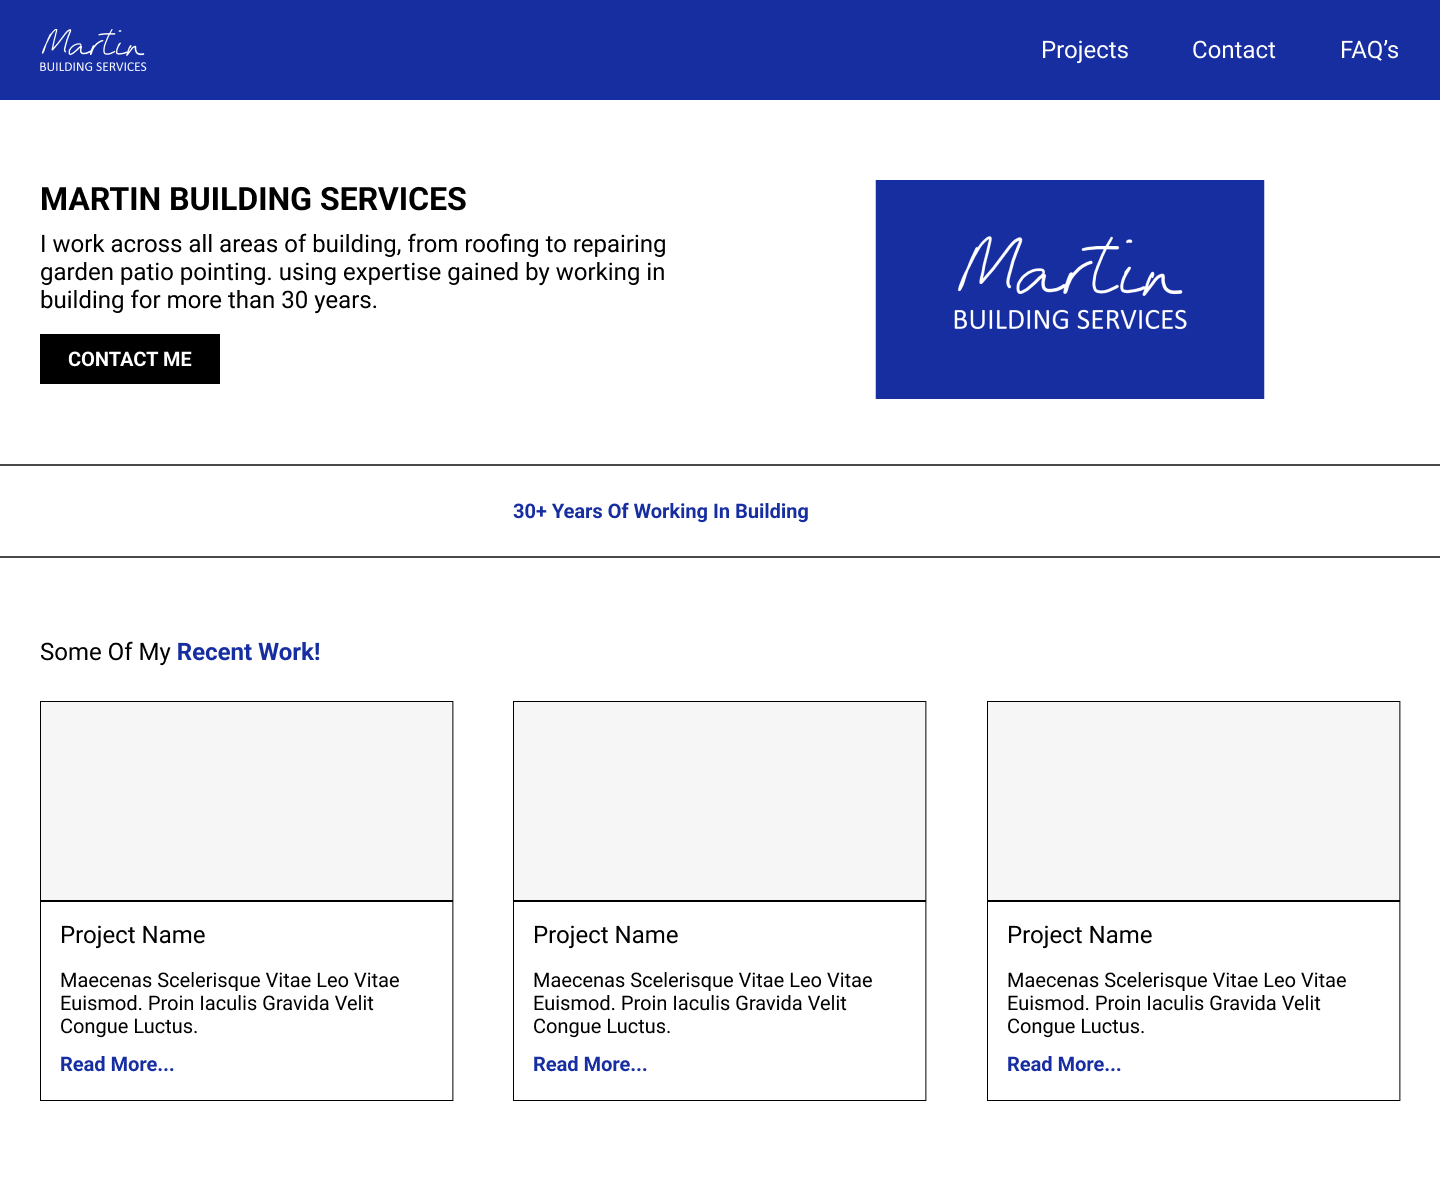 Martin
BUILDING SERVICES
Projects
Contact
FAQ’s
MARTIN BUILDING SERVICES
I work across all areas of building, from roofing to repairing
garden patio pointing. using expertise gained by working in
building for more than 30 years.
CONTACT ME
Martin
BUILDING SERVICES
30+ Years Of Working In Building
Some Of My Recent Work!
Project Name
Maecenas Scelerisque Vitae Leo Vitae
Euismod. Proin Iaculis Gravida Velit
Congue Luctus.
Read More...
Project Name
Maecenas Scelerisque Vitae Leo Vitae
Euismod. Proin Iaculis Gravida Velit
Congue Luctus.
Read More...
Project Name
Maecenas Scelerisque Vitae Leo Vitae
Euismod. Proin Iaculis Gravida Velit
Congue Luctus.
Read More...